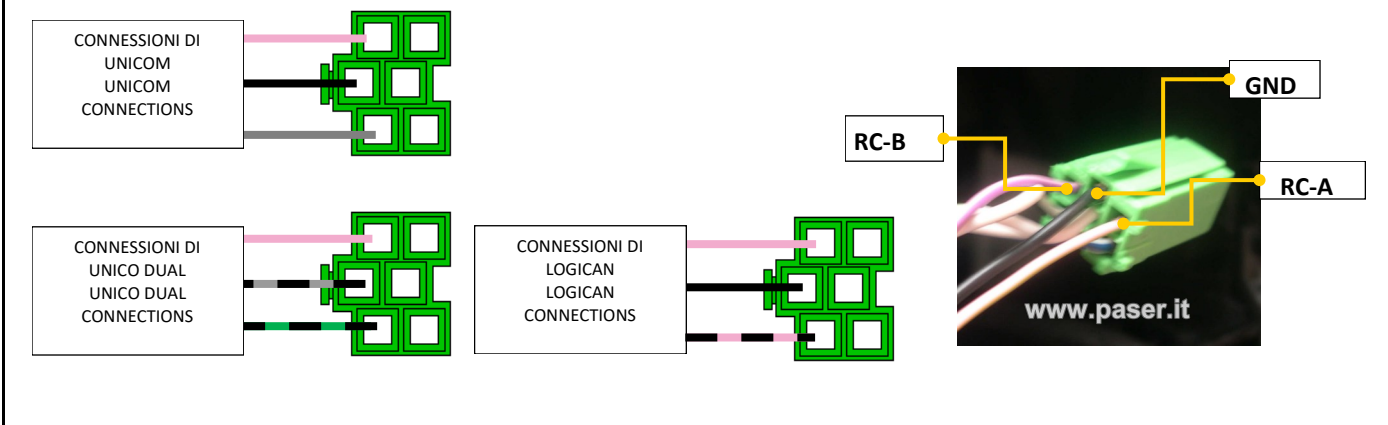 CONNESSIONI DI
UNICOM
UNICOM
CONNECTIONS
CONNESSIONI DI
UNICO DUAL
UNICO DUAL
CONNECTIONS
CONNESSIONI DI
LOGICAN
LOGICAN
CONNECTIONS
GND
RC-B
RC-A
www.paser.it